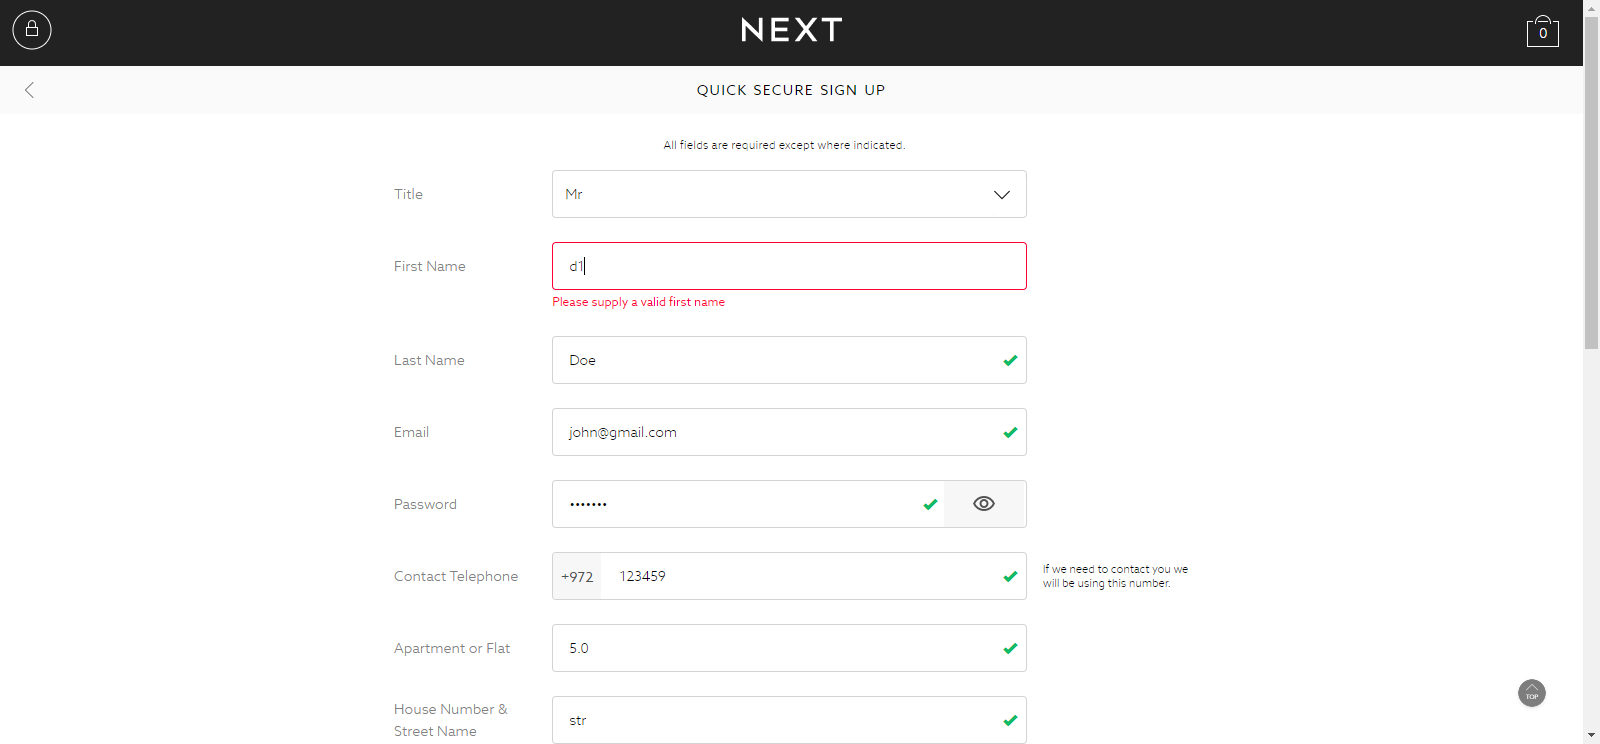 NEXT
0
QUICK SECURE SIGN UP
All fields are required except where indicated.
Title
Mr
First Name
d1
Please supply a valid first name
Last Name
Doe
Email
john@gmail.com
Password
•••••••
Contact Telephone
+972
123459
If we need to contact you we
will be using this number.
Apartment or Flat
5.0
House Number &
Street Name
str
TOP